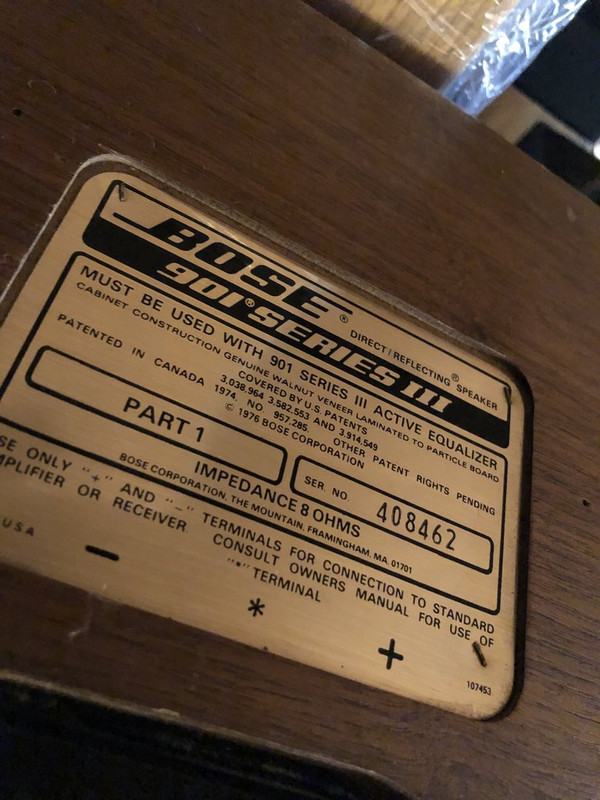 BOSE® DIRECT/REFLECTING® SPEAKER
901® SERIES III
MUST BE USED WITH 901 SERIES III ACTIVE EQUALIZER
CABINET CONSTRUCTION GENUINE WALNUT VENEER LAMINATED TO PARTICLE BOARD
COVERED BY U.S. PATENTS
3,038,964 3,582,553 AND 3,914,549
PATENTED IN CANADA 1974, NO. 957,285. OTHER PATENT RIGHTS PENDING
© 1976 BOSE CORPORATION
PART 1
SER. NO. 408462
IMPEDANCE 8 OHMS
BOSE CORPORATION, THE MOUNTAIN, FRAMINGHAM, MA. 01701
ONLY "+" AND "–" TERMINALS FOR CONNECTION TO STANDARD
OR RECEIVER. CONSULT OWNERS MANUAL FOR USE OF
"*" TERMINAL
USA
– * +
107453